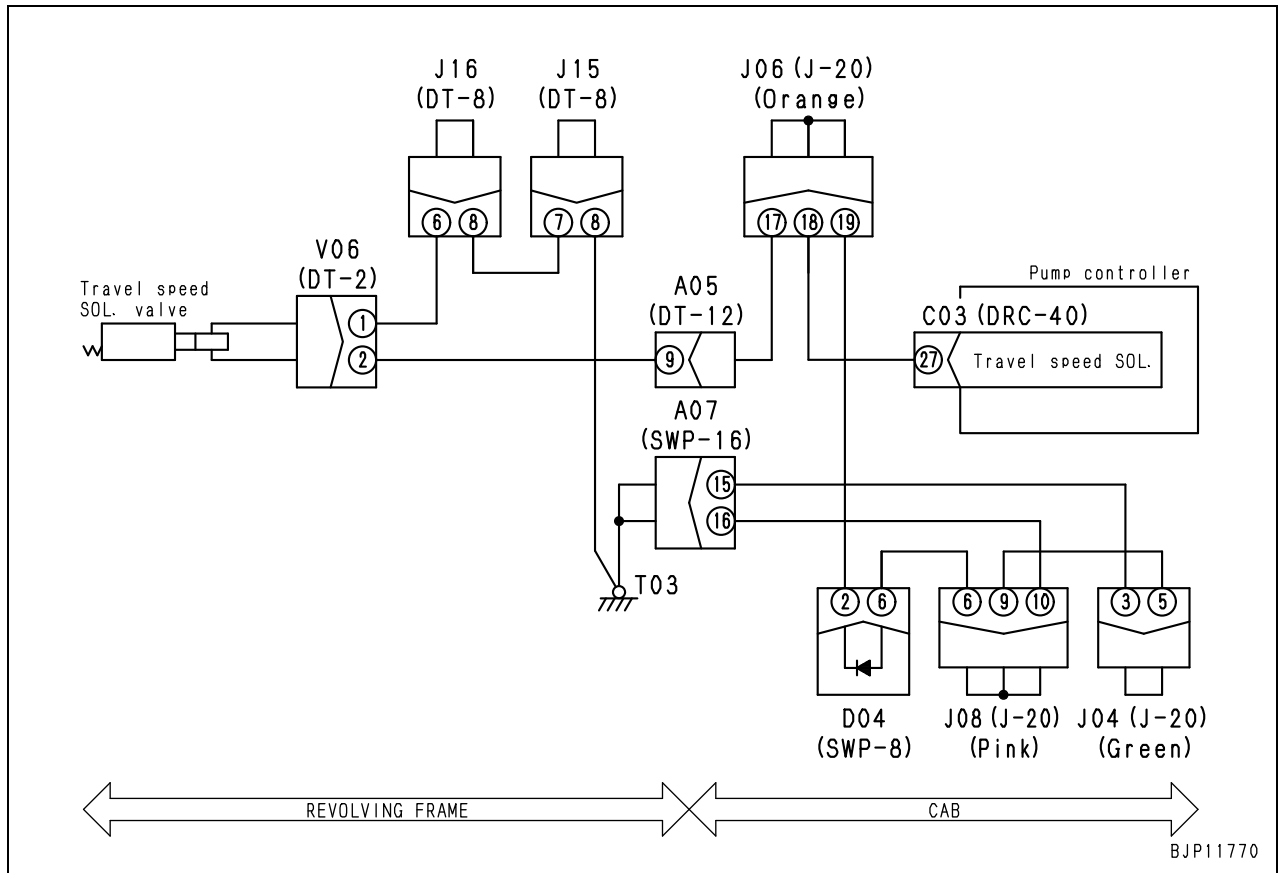 J16
(DT-8)
J15
(DT-8)
J06 (J-20)
(Orange)
6 8
7 8
17 18 19
V06
(DT-2)
Travel speed
SOL. valve
1
2
A05
(DT-12)
9
Pump controller
C03 (DRC-40)
27 Travel speed SOL.
A07
(SWP-16)
15
16
T03
2 6
6 9 10
3 5
D04
(SWP-8)
J08 (J-20)
(Pink)
J04 (J-20)
(Green)
REVOLVING FRAME
CAB
BJP11770